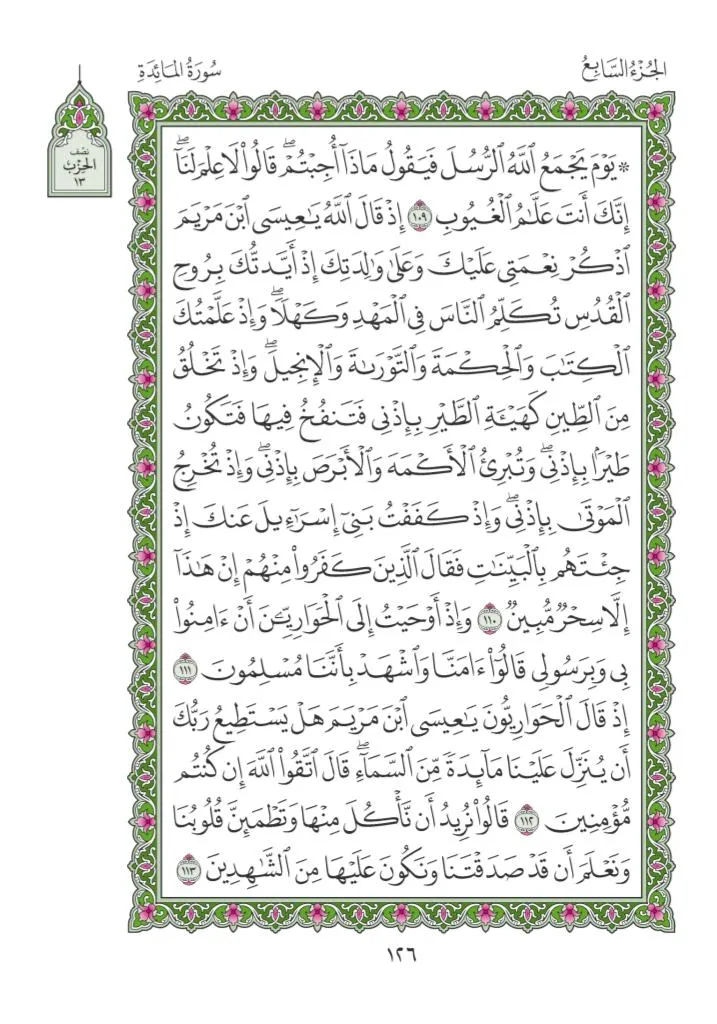 الجُزْءُ السَّابِعُ
سُورَةُ المَائِدَةِ
نصف
الحِزْب
١٣
۞ يَوْمَ يَجْمَعُ ٱللَّهُ ٱلرُّسُلَ فَيَقُولُ مَاذَآ أُجِبْتُمْۖ قَالُوا۟ لَا عِلْمَ لَنَآۖ
إِنَّكَ أَنتَ عَلَّـٰمُ ٱلْغُيُوبِ ١٠٩ إِذْ قَالَ ٱللَّهُ يَـٰعِيسَى ٱبْنَ مَرْيَمَ
ٱذْكُرْ نِعْمَتِى عَلَيْكَ وَعَلَىٰ وَٰلِدَتِكَ إِذْ أَيَّدتُّكَ بِرُوحِ
ٱلْقُدُسِ تُكَلِّمُ ٱلنَّاسَ فِى ٱلْمَهْدِ وَكَهْلًاۖ وَإِذْ عَلَّمْتُكَ
ٱلْكِتَـٰبَ وَٱلْحِكْمَةَ وَٱلتَّوْرَىٰةَ وَٱلْإِنجِيلَۖ وَإِذْ تَخْلُقُ
مِنَ ٱلطِّينِ كَهَيْـَٔةِ ٱلطَّيْرِ بِإِذْنِى فَتَنفُخُ فِيهَا فَتَكُونُ
طَيْرًۢا بِإِذْنِىۖ وَتُبْرِئُ ٱلْأَكْمَهَ وَٱلْأَبْرَصَ بِإِذْنِىۖ وَإِذْ تُخْرِجُ
ٱلْمَوْتَىٰ بِإِذْنِىۖ وَإِذْ كَفَفْتُ بَنِىٓ إِسْرَٰٓءِيلَ عَنكَ إِذْ
جِئْتَهُم بِٱلْبَيِّنَـٰتِ فَقَالَ ٱلَّذِينَ كَفَرُوا۟ مِنْهُمْ إِنْ هَـٰذَآ
إِلَّا سِحْرٌ مُّبِينٌ ١١٠ وَإِذْ أَوْحَيْتُ إِلَى ٱلْحَوَارِيِّـۧنَ أَنْ ءَامِنُوا۟
بِى وَبِرَسُولِى قَالُوٓا۟ ءَامَنَّا وَٱشْهَدْ بِأَنَّنَا مُسْلِمُونَ ١١١
إِذْ قَالَ ٱلْحَوَارِيُّونَ يَـٰعِيسَى ٱبْنَ مَرْيَمَ هَلْ يَسْتَطِيعُ رَبُّكَ
أَن يُنَزِّلَ عَلَيْنَا مَآئِدَةً مِّنَ ٱلسَّمَآءِۖ قَالَ ٱتَّقُوا۟ ٱللَّهَ إِن كُنتُم
مُّؤْمِنِينَ ١١٢ قَالُوا۟ نُرِيدُ أَن نَّأْكُلَ مِنْهَا وَتَطْمَئِنَّ قُلُوبُنَا
وَنَعْلَمَ أَن قَدْ صَدَقْتَنَا وَنَكُونَ عَلَيْهَا مِنَ ٱلشَّـٰهِدِينَ ١١٣
١٢٦